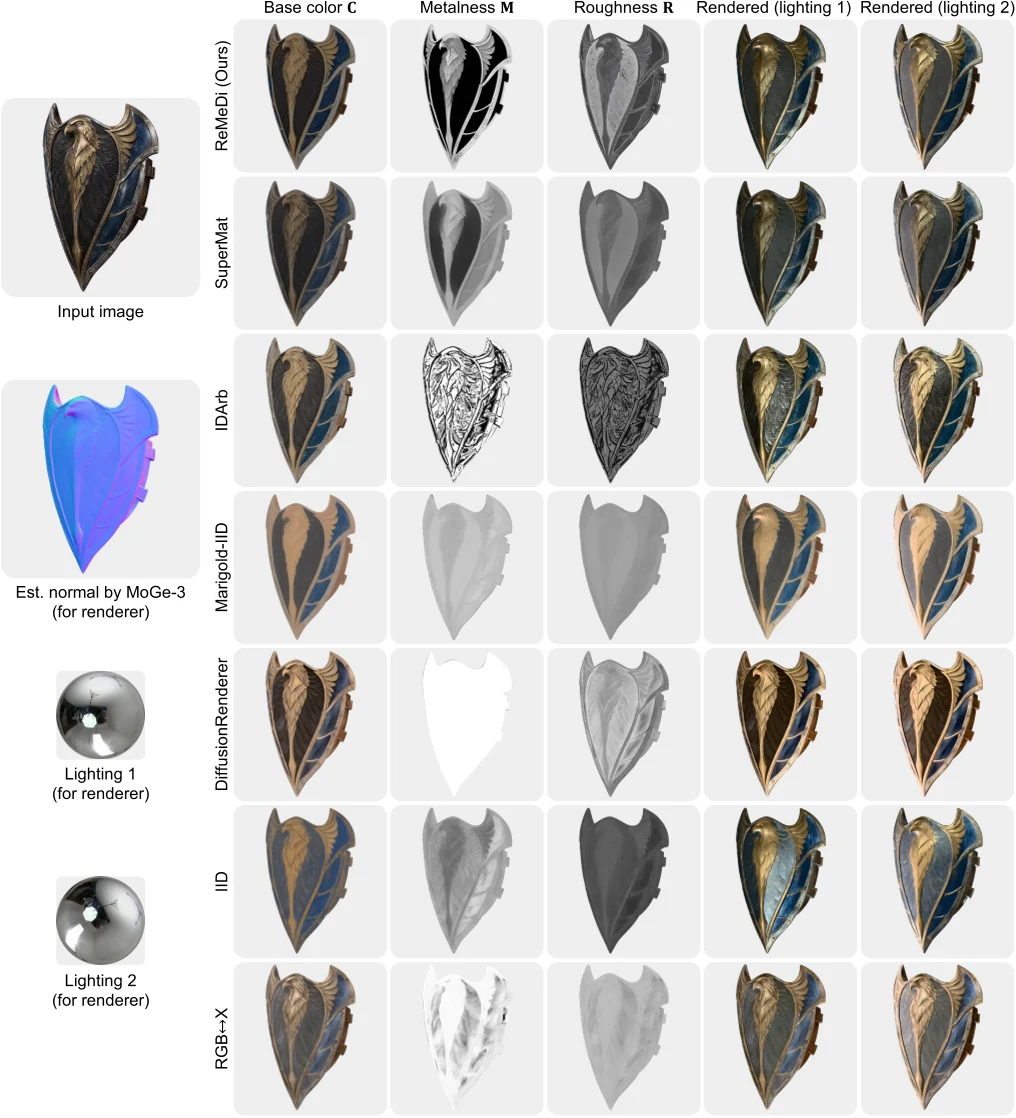 Base color C
Metalness M
Roughness R
Rendered (lighting 1)
Rendered (lighting 2)
ReMeDi (Ours)
SuperMat
IDArb
Marigold-IID
DiffusionRenderer
IID
RGB↔X
Input image
Est. normal by MoGe-3
(for renderer)
Lighting 1
(for renderer)
Lighting 2
(for renderer)